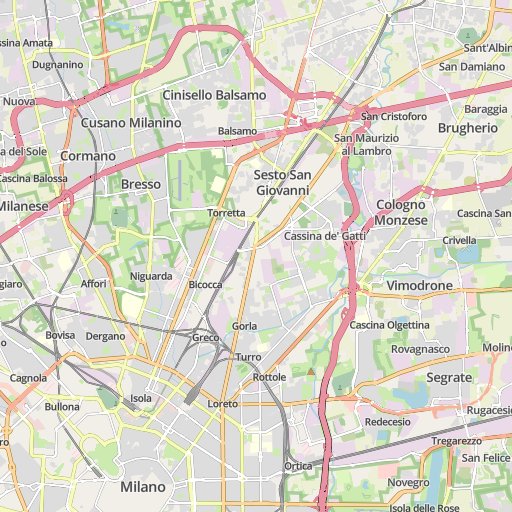 Sant'Albin
assina Amata
Dugnanino
San Damiano
Cinisello Balsamo
Nuova
Baraggia
San Cristoforo
Cusano Milanino
Balsamo
Brugherio
San Maurizio
al Lambro
a del Sole
Cormano
Cascina Balossa
Bresso
Sesto San
Giovanni
Milanese
Torretta
Cologno
Monzese
Cascina San
Cassina de' Gatti
Crivella
Niguarda
Affori
Bicocca
giaro
Vimodrone
Gorla
Cascina Olgettina
Bovisa
Dergano
Greco
Rovagnasco
Molino
Turro
Cagnola
Rottole
Segrate
Isola
Loreto
Bullona
Rugacesio
Redecesio
Tregarezzo
San Felice
Ortica
Milano
Novegro
Isola delle Rose